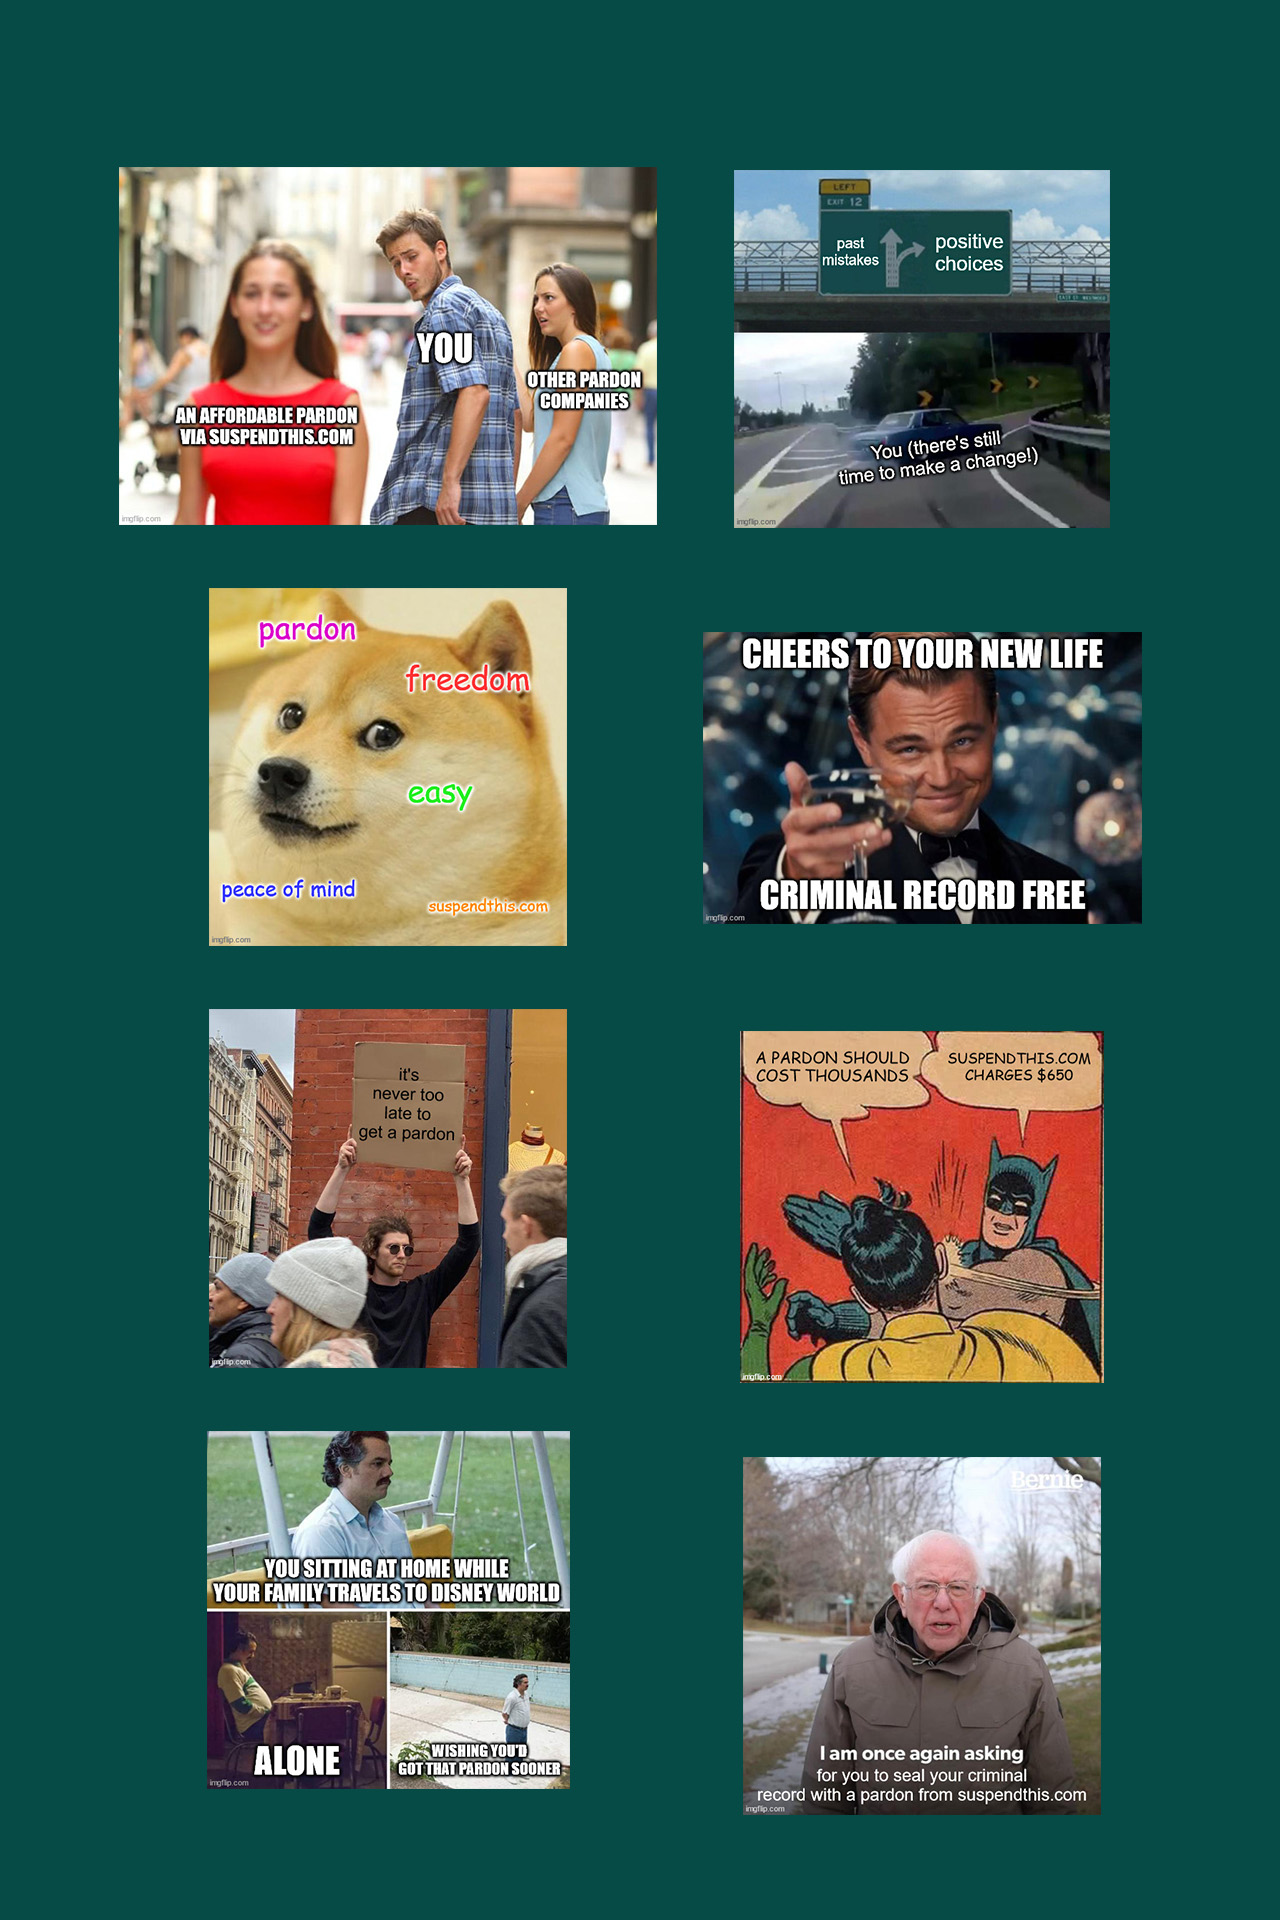 AN AFFORDABLE PARDON
VIA SUSPENDTHIS.COM
YOU
OTHER PARDON
COMPANIES
imgflip.com
LEFT
EXIT 12
past
mistakes
positive
choices
You (there's still
time to make a change!)
imgflip.com
pardon
freedom
easy
peace of mind
suspendthis.com
imgflip.com
CHEERS TO YOUR NEW LIFE
CRIMINAL RECORD FREE
imgflip.com
it's
never too
late to
get a pardon
imgflip.com
A PARDON SHOULD
COST THOUSANDS
SUSPENDTHIS.COM
CHARGES $650
imgflip.com
YOU SITTING AT HOME WHILE
YOUR FAMILY TRAVELS TO DISNEY WORLD
ALONE
WISHING YOU'D
GOT THAT PARDON SOONER
imgflip.com
Bernie
I am once again asking
for you to seal your criminal
record with a pardon from suspendthis.com
imgflip.com